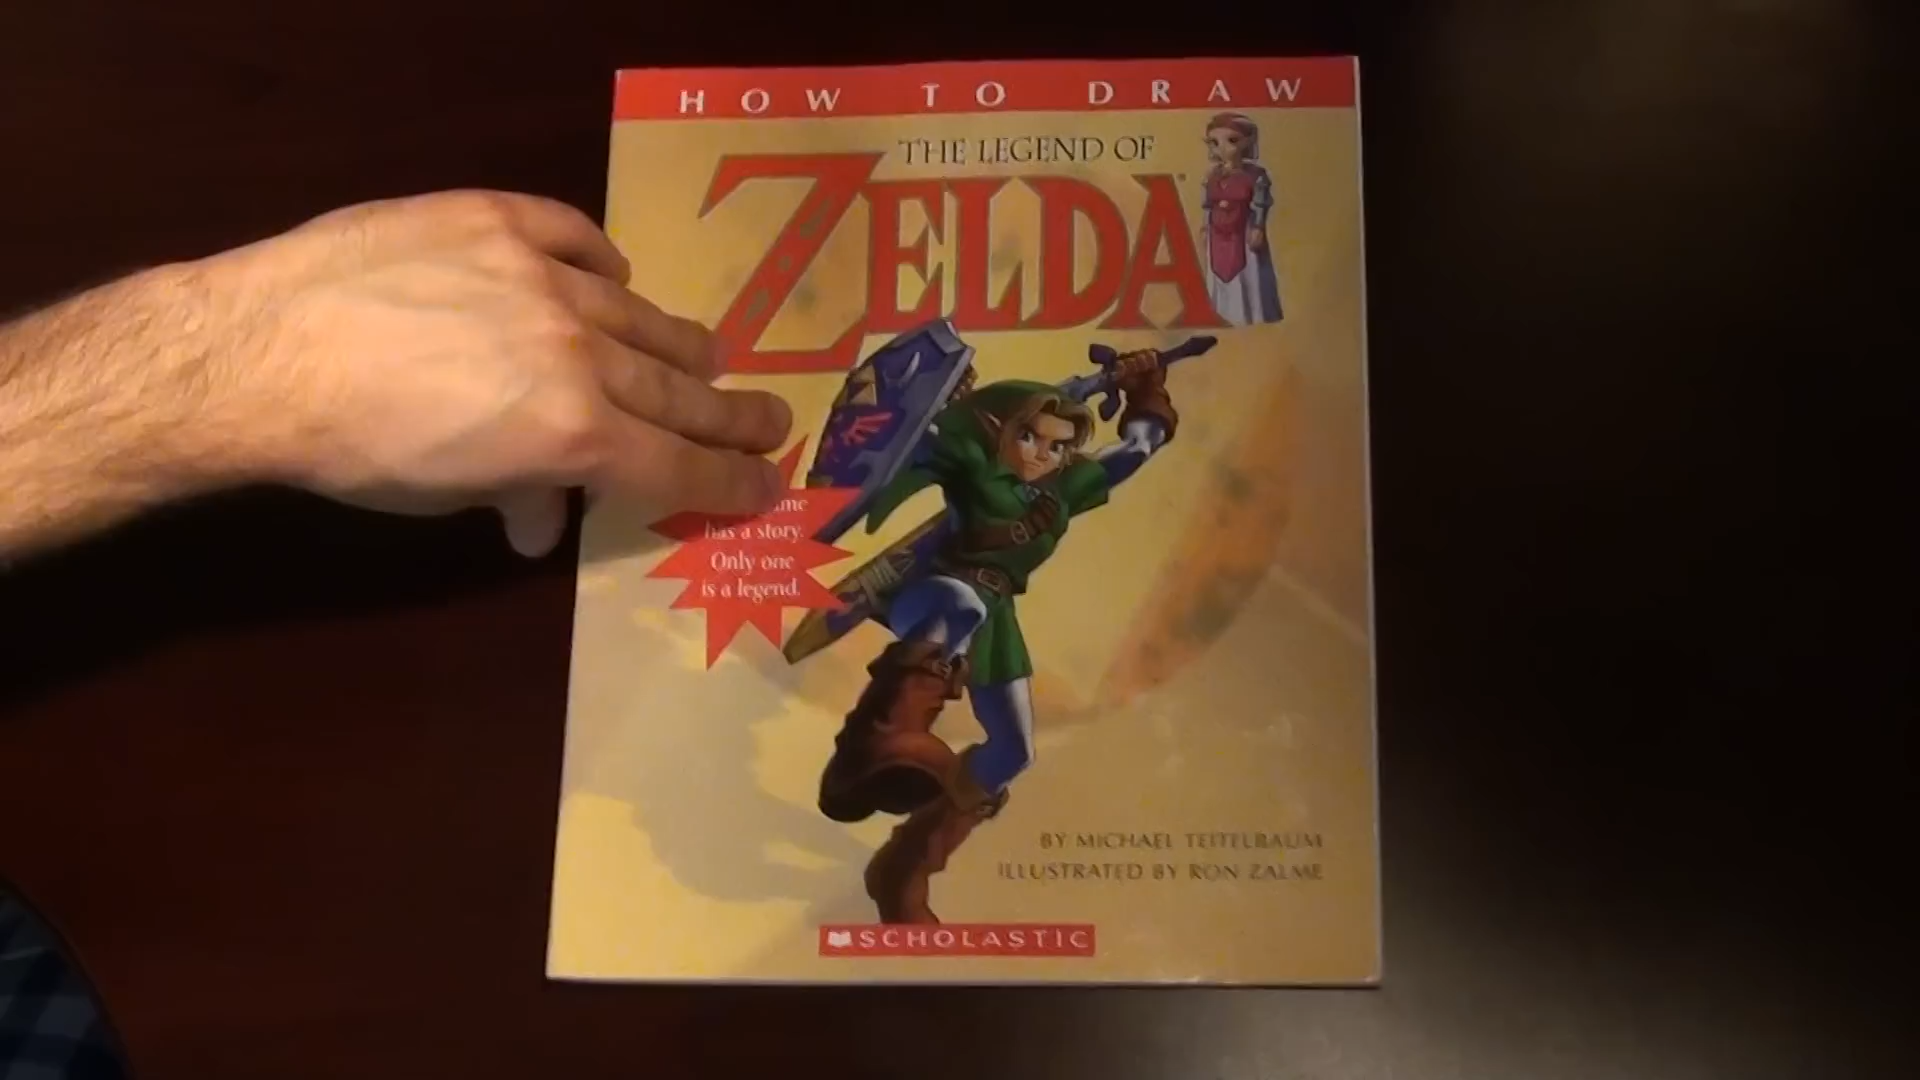 HOW TO DRAW
THE LEGEND OF
ZELDA
has a story.
Only one
is a legend.
BY MICHAEL TEITELBAUM
ILLUSTRATED BY RON ZALME
SCHOLASTIC